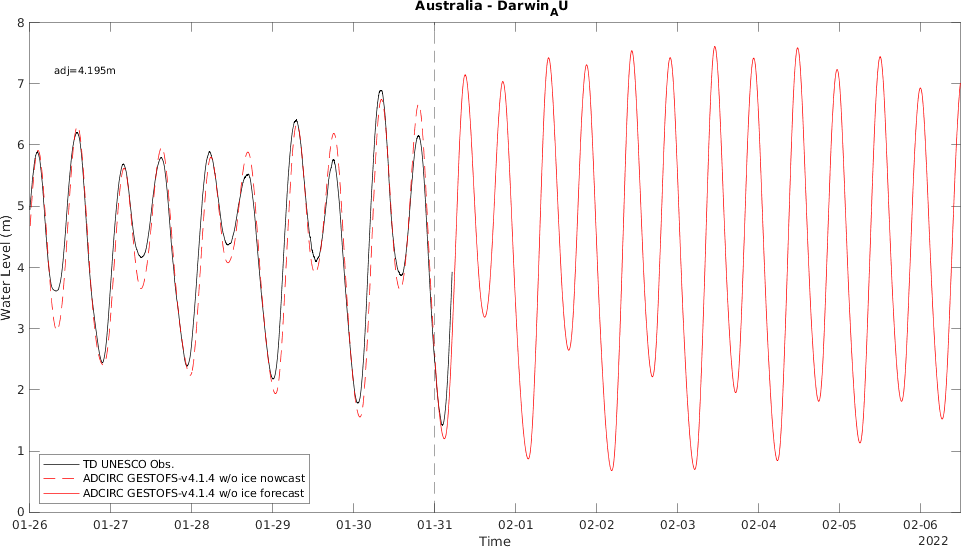 Australia - Darwin_AU
8
adj=4.195m
7
6
5
4
3
2
1
0
Water Level (m)
TD UNESCO Obs.
ADCIRC GESTOFS-v4.1.4 w/o ice nowcast
ADCIRC GESTOFS-v4.1.4 w/o ice forecast
01-26 01-27 01-28 01-29 01-30 01-31 02-01 02-02 02-03 02-04 02-05 02-06
Time
2022